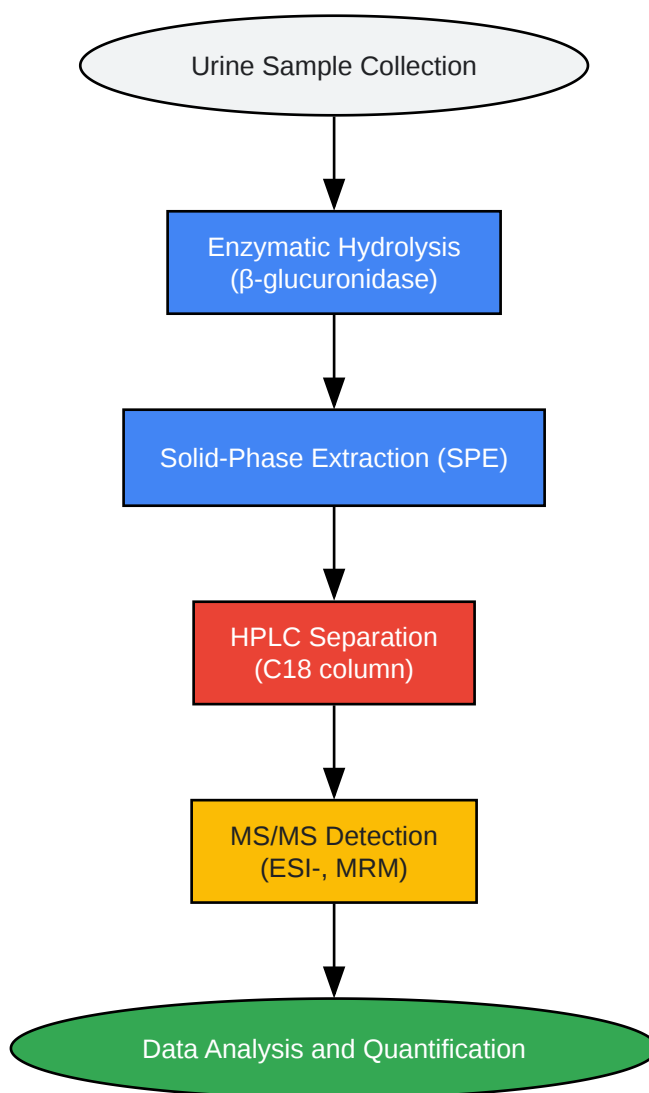 Urine Sample Collection
Enzymatic Hydrolysis
(β-glucuronidase)
Solid-Phase Extraction (SPE)
HPLC Separation
(C18 column)
MS/MS Detection
(ESI-, MRM)
Data Analysis and Quantification